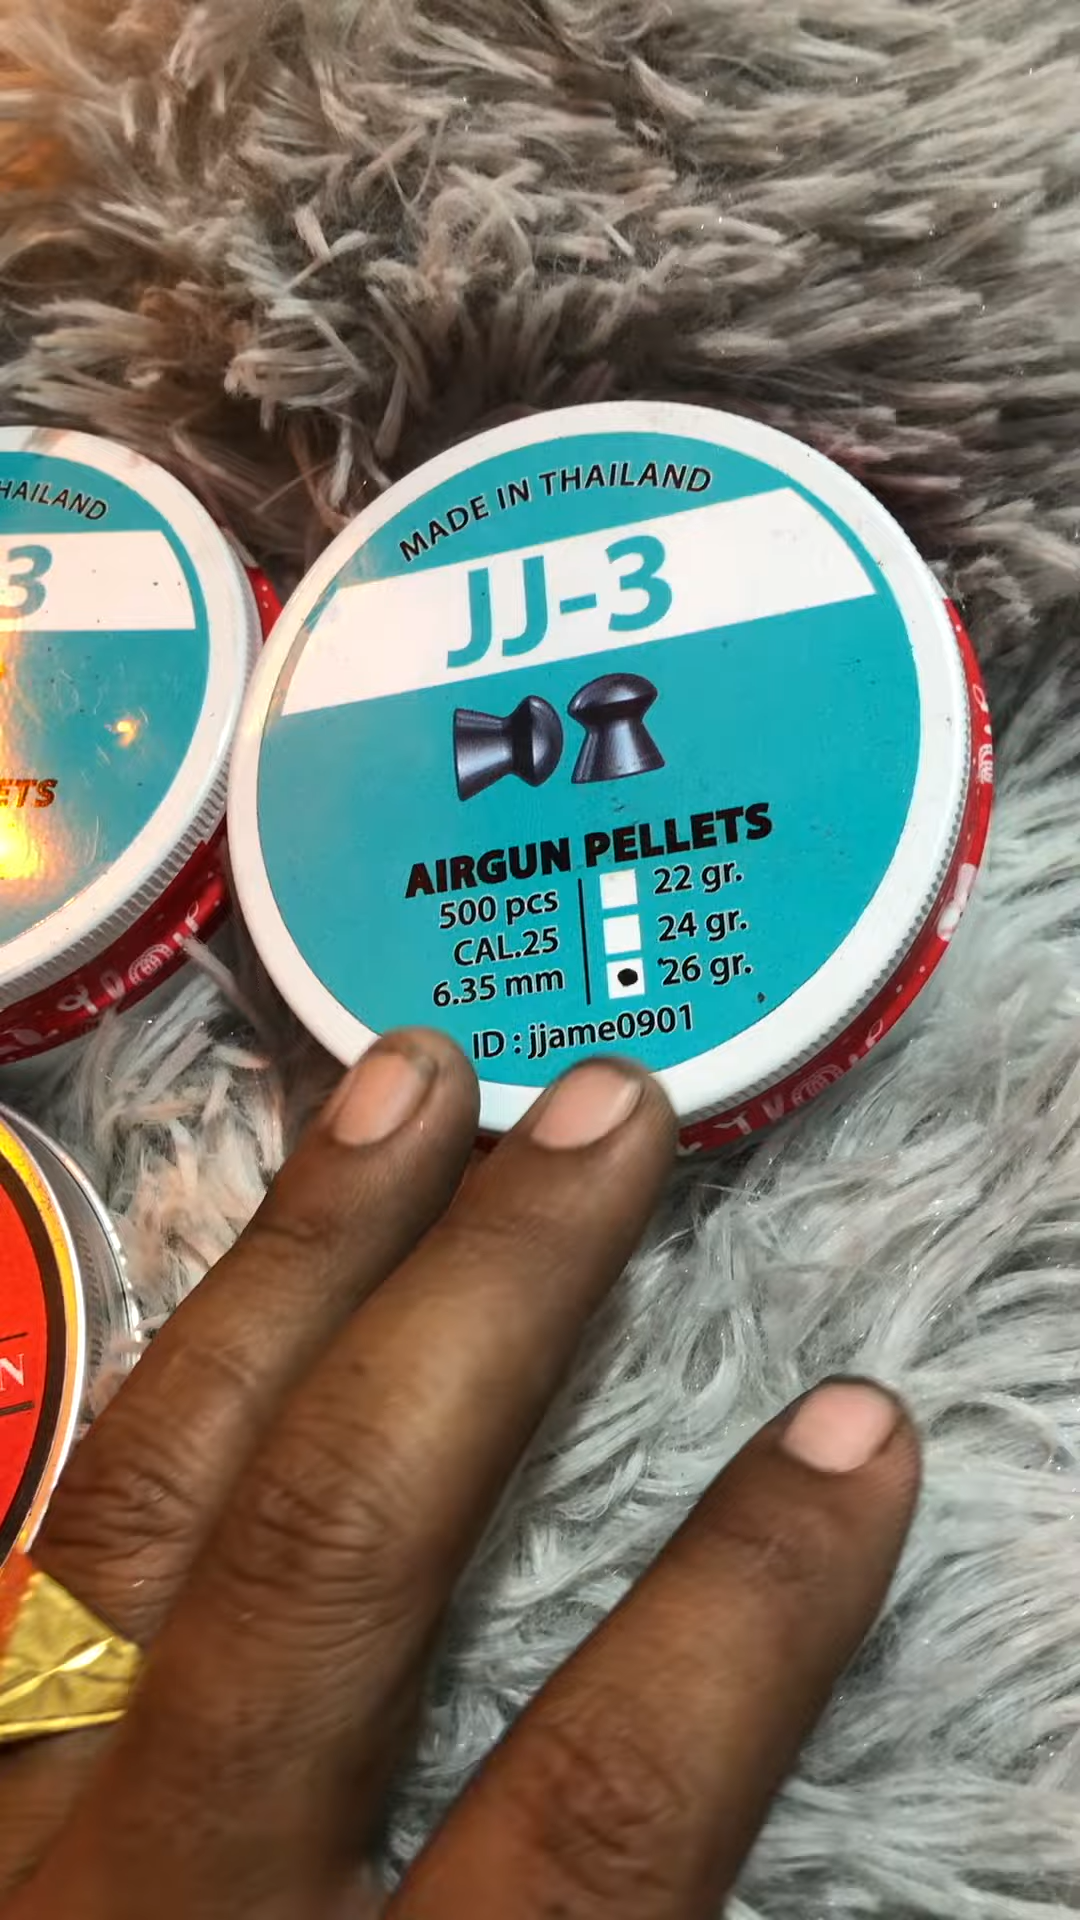 MADE IN THAILAND
JJ-3
AIRGUN PELLETS
500 pcs
CAL.25
6.35 mm
22 gr.
24 gr.
26 gr.
ID : jjame0901
HAILAND
3
ETS
N